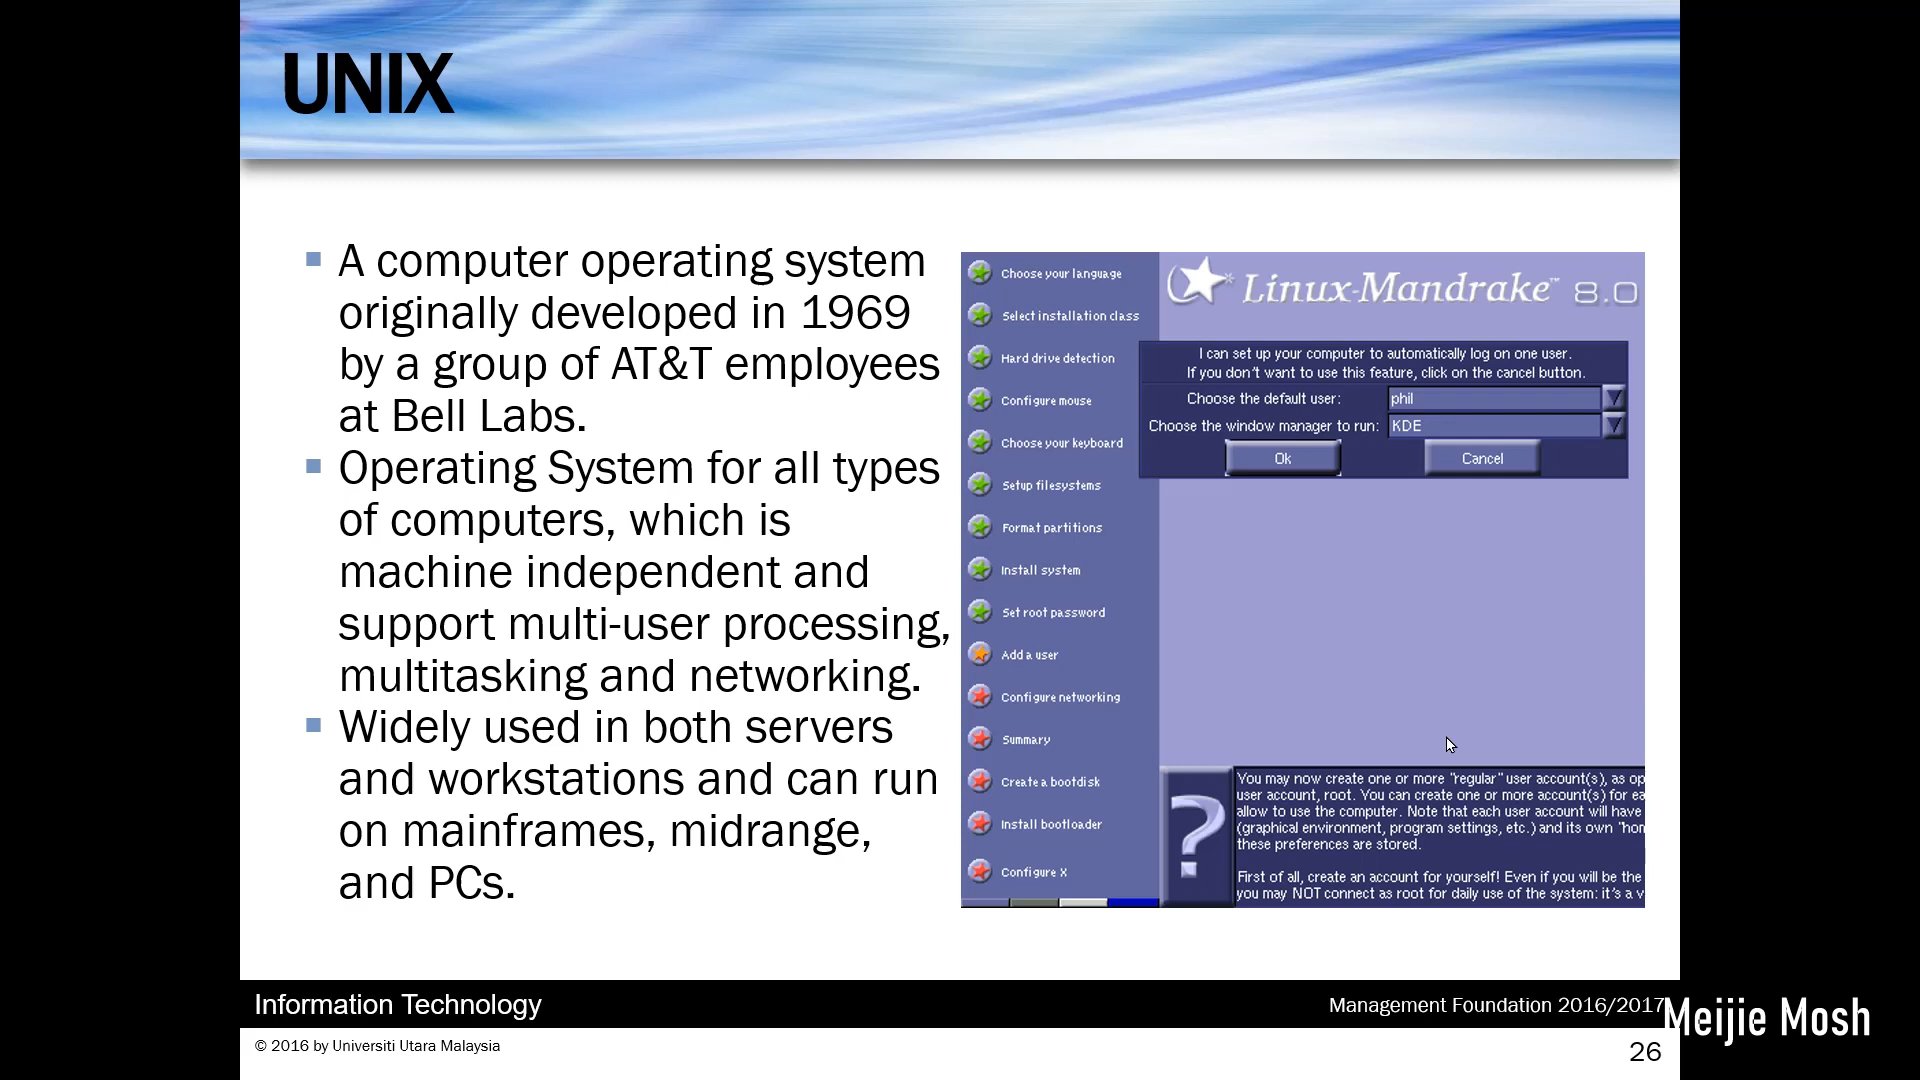 UNIX
A computer operating system
originally developed in 1969
by a group of AT&T employees
at Bell Labs.
Operating System for all types
of computers, which is
machine independent and
support multi-user processing,
multitasking and networking.
Widely used in both servers
and workstations and can run
on mainframes, midrange,
and PCs.
Choose your language
Select installation class
Hard drive detection
Configure mouse
Choose your keyboard
Setup filesystems
Format partitions
Install system
Set root password
Add a user
Configure networking
Summary
Create a bootdisk
Install bootloader
Configure X
Linux-Mandrake™ 8.0
I can set up your computer to automatically log on one user.
If you don't want to use this feature, click on the cancel button.
Choose the default user: phil
Choose the window manager to run: KDE
Ok Cancel
?
You may now create one or more "regular" user account(s), as op
user account, root. You can create one or more account(s) for ea
allow to use the computer. Note that each user account will have
(graphical environment, program settings, etc.) and its own "hom
these preferences are stored.
First of all, create an account for yourself! Even if you will be the
you may NOT connect as root for daily use of the system: it's a v
Information Technology
Management Foundation 2016/2017
Meijie Mosh
© 2016 by Universiti Utara Malaysia
26